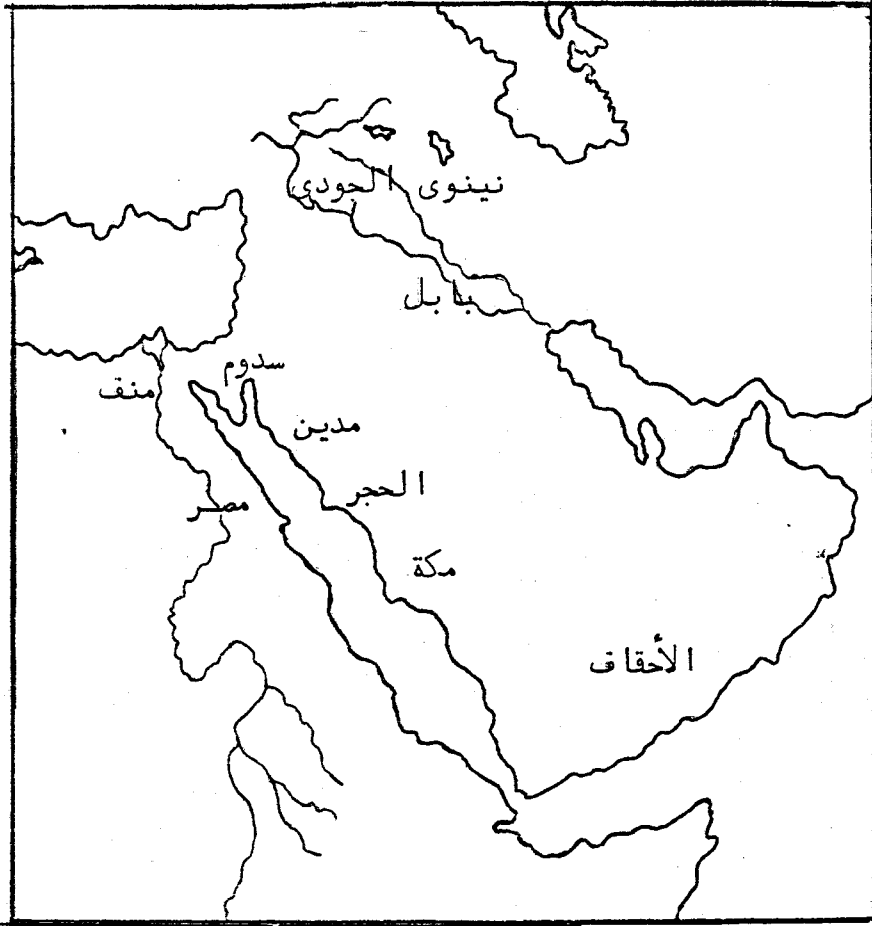 نينوى الجودي
بابل
سدوم
منف
مدين
الحجر
مصر
مكة
الأحقاف